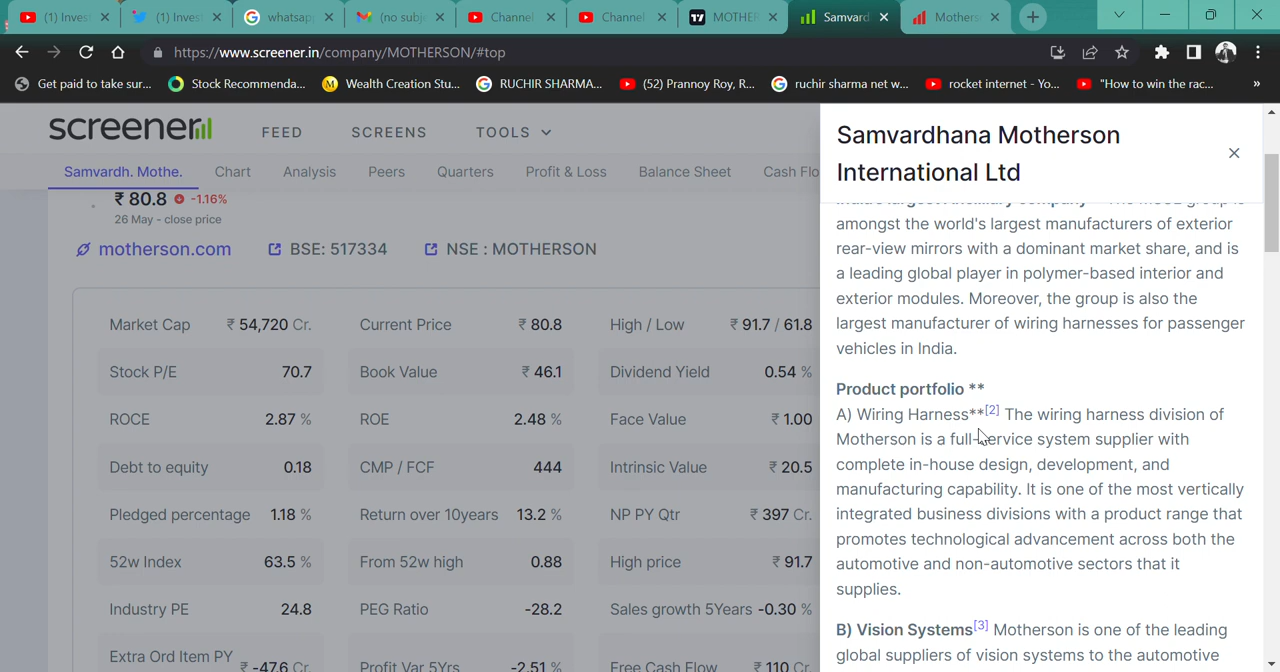 (1) Invest
(1) Invest
whatsap
(no subj
Channel
Channel
MOTHER
Samvard
Mothers
https://www.screener.in/company/MOTHERSON/#top
Get paid to take sur...
Stock Recommenda...
Wealth Creation Stu...
RUCHIR SHARMA...
(52) Prannoy Roy, R...
ruchir sharma net w...
rocket internet - Yo...
"How to win the rac...
»
screener
FEED
SCREENS
TOOLS
Samvardh. Mothe.
Chart
Analysis
Peers
Quarters
Profit & Loss
Balance Sheet
Cash Flo
₹ 80.8 -1.16%
26 May - close price
motherson.com
BSE: 517334
NSE : MOTHERSON
Market Cap ₹ 54,720 Cr.
Current Price ₹ 80.8
High / Low ₹ 91.7 / 61.8
Stock P/E 70.7
Book Value ₹ 46.1
Dividend Yield 0.54 %
ROCE 2.87 %
ROE 2.48 %
Face Value ₹ 1.00
Debt to equity 0.18
CMP / FCF 444
Intrinsic Value ₹ 20.5
Pledged percentage 1.18 %
Return over 10years 13.2 %
NP PY Qtr ₹ 397 Cr.
52w Index 63.5 %
From 52w high 0.88
High price ₹ 91.7
Industry PE 24.8
PEG Ratio -28.2
Sales growth 5Years -0.30 %
Extra Ord Item PY ₹ -47.6 Cr.
Profit Var 5Yrs -2.51 %
Free Cash Flow ₹ 110 Cr.
Samvardhana Motherson
International Ltd
amongst the world's largest manufacturers of exterior
rear-view mirrors with a dominant market share, and is
a leading global player in polymer-based interior and
exterior modules. Moreover, the group is also the
largest manufacturer of wiring harnesses for passenger
vehicles in India.
Product portfolio **
A) Wiring Harness**[2] The wiring harness division of
Motherson is a full-service system supplier with
complete in-house design, development, and
manufacturing capability. It is one of the most vertically
integrated business divisions with a product range that
promotes technological advancement across both the
automotive and non-automotive sectors that it
supplies.
B) Vision Systems[3] Motherson is one of the leading
global suppliers of vision systems to the automotive